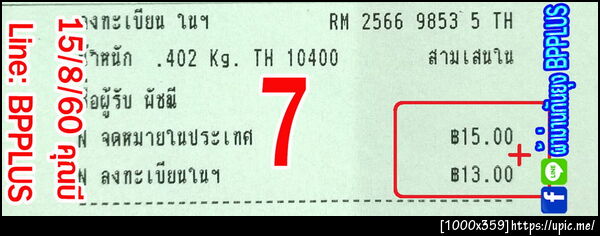 ลงทะเบียน ในฯ RM 2566 9853 5 TH
น้ำหนัก .402 Kg. TH 10400 สามเสนใน
ชื่อผู้รับ พัชฌี
จดหมายในประเทศ ฿15.00
ลงทะเบียนในฯ ฿13.00
7
+
15/8/60 คุณบี
Line: BPPLUS
ผ้าม่านกันยุง BPPLUS
LINE
f
[1000x359]https://upic.me/